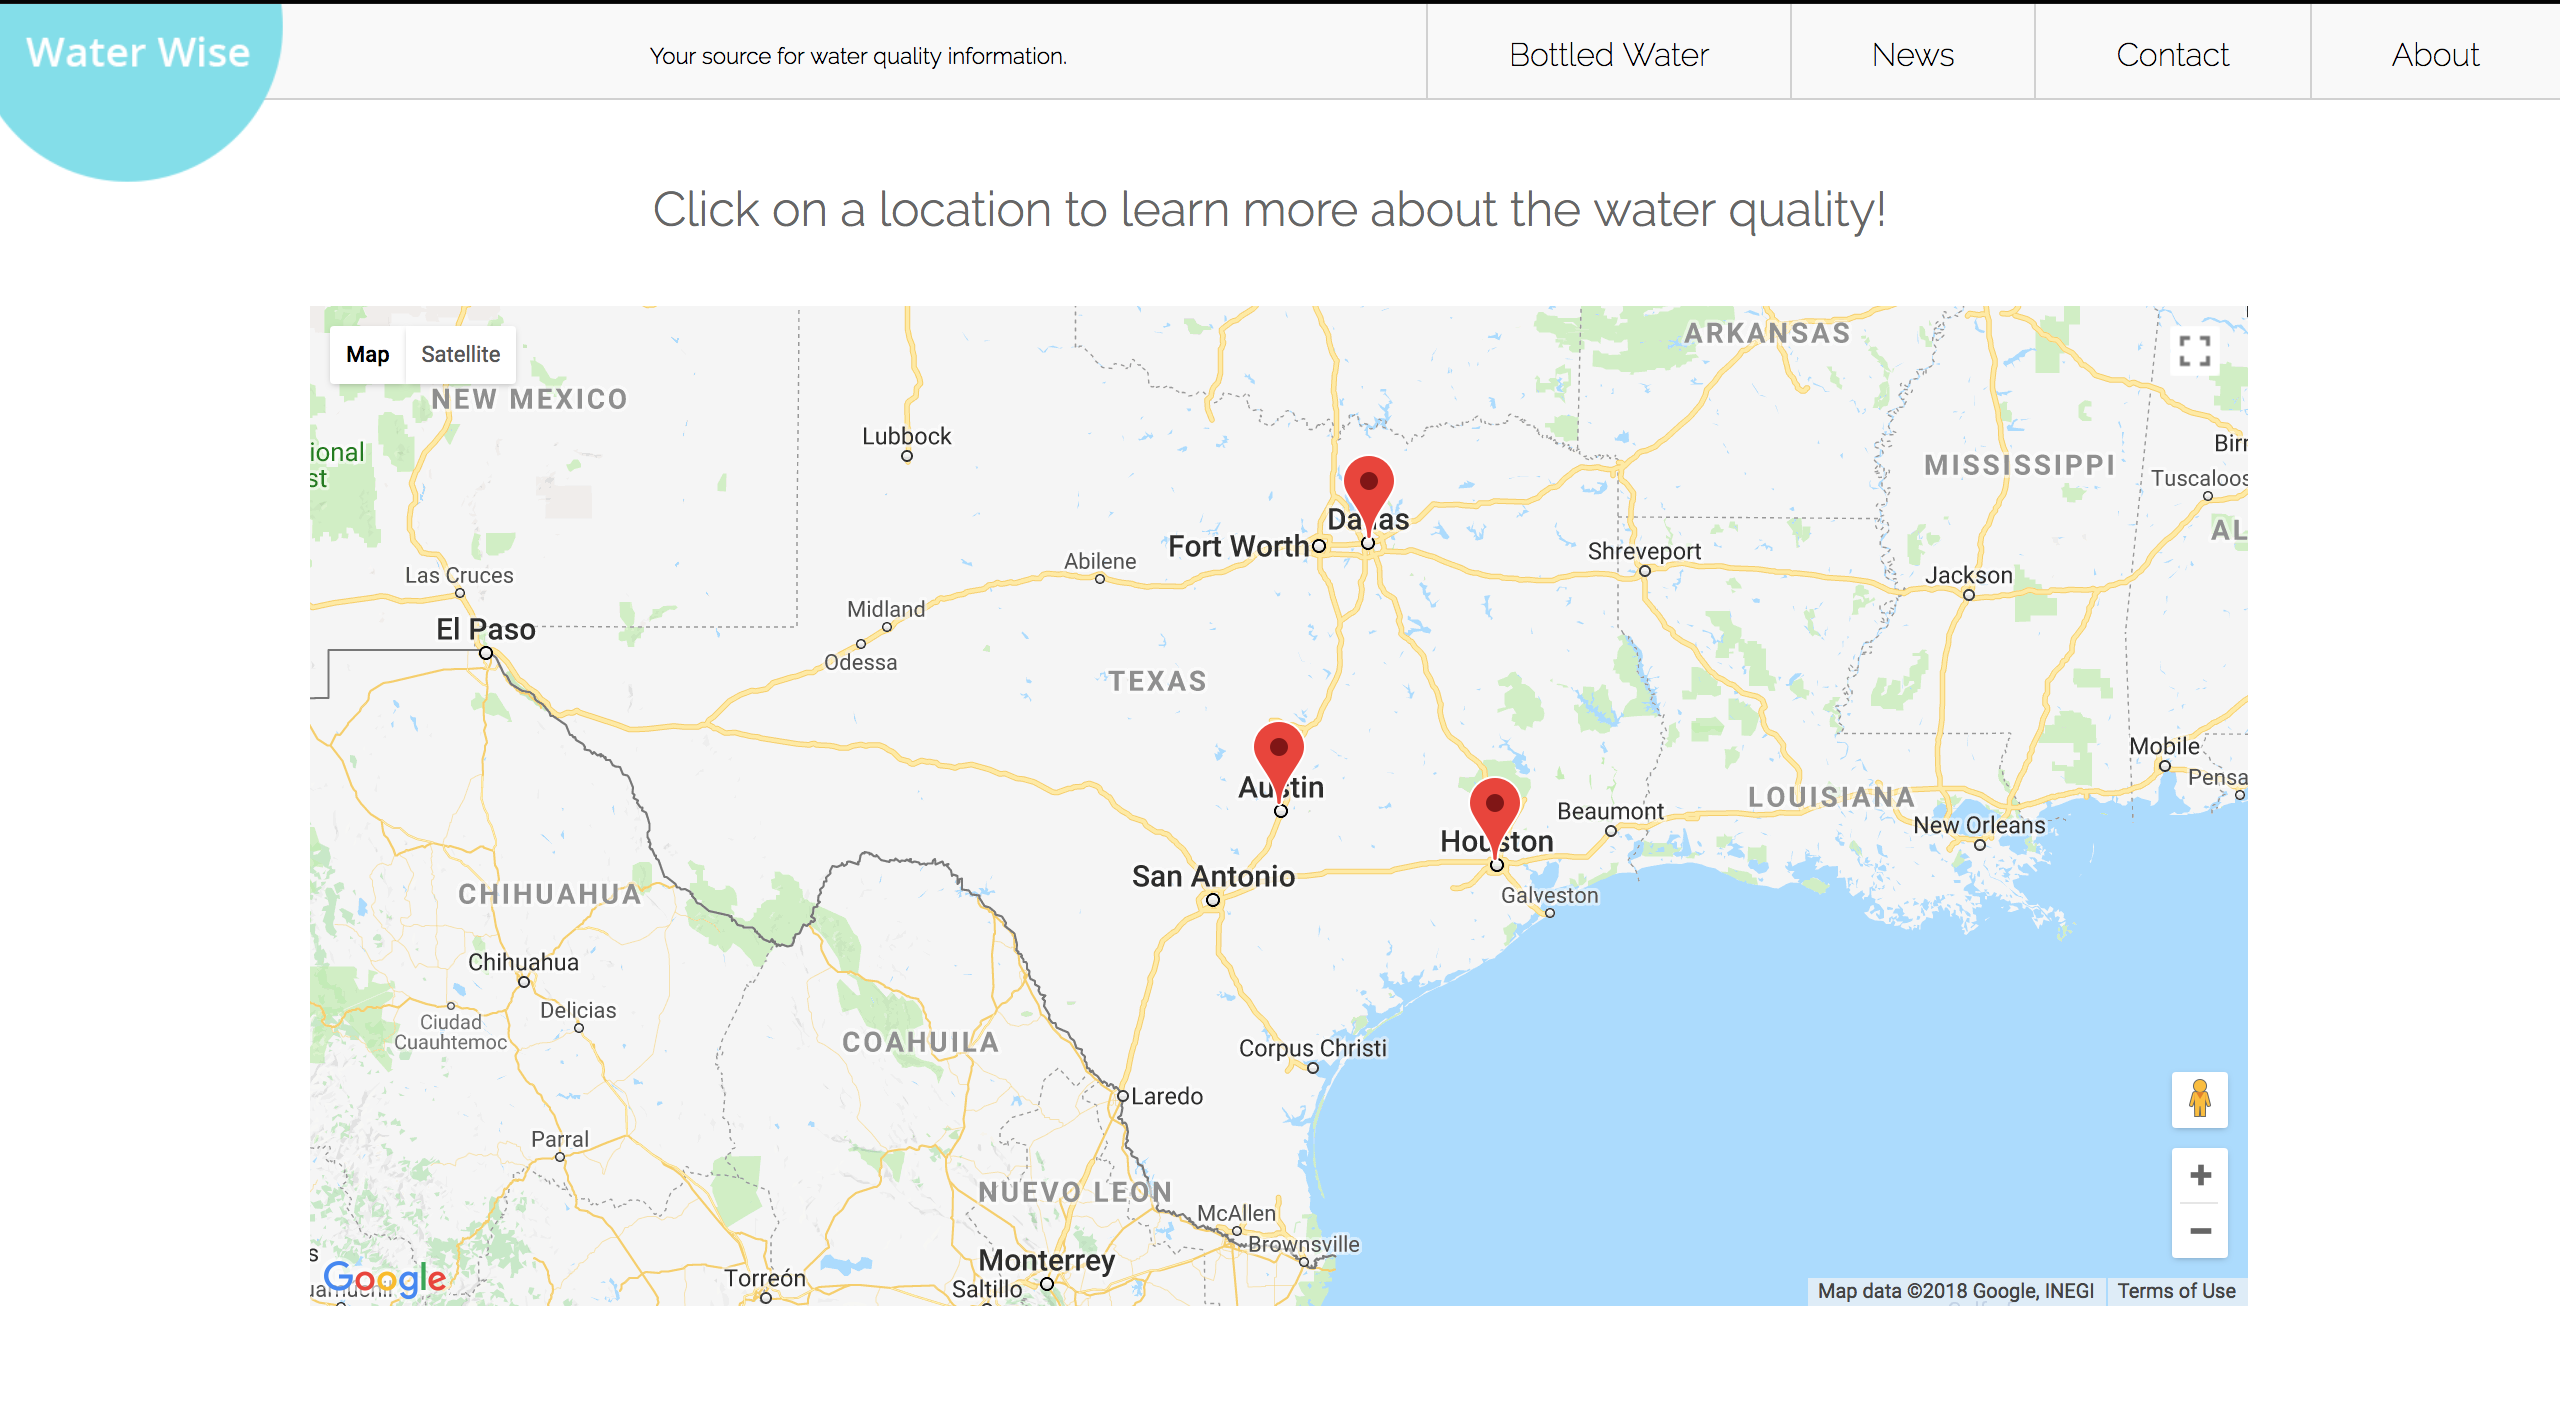 Water Wise
Your source for water quality information.
Bottled Water
News
Contact
About
Click on a location to learn more about the water quality!
Map
Satellite
ARKANSAS
NEW MEXICO
Lubbock
ional
st
MISSISSIPPI
Tuscaloos
AL
Fort Worth
Abilene
Shreveport
Jackson
Las Cruces
Midland
El Paso
Odessa
TEXAS
Mobile
Pensa
Austin
Houston
Beaumont
LOUISIANA
New Orleans
San Antonio
CHIHUAHUA
Galveston
Chihuahua
Delicias
Ciudad
Cuauhtemoc
COAHUILA
Corpus Christi
Laredo
Parral
NUEVO LEON
McAllen
Brownsville
Monterrey
Torreón
Saltillo
Google
Map data ©2018 Google, INEGI
Terms of Use